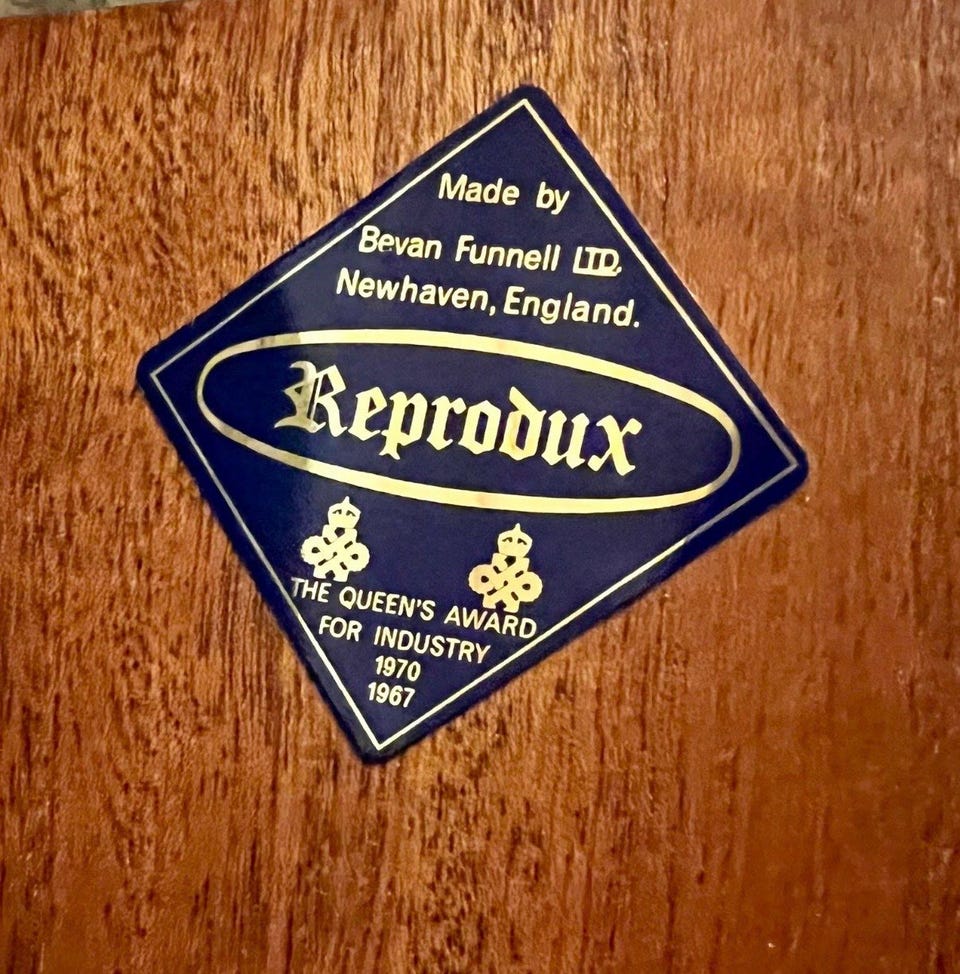 Made by
Bevan Funnell LTD.
Newhaven, England.
Reprodux
THE QUEEN'S AWARD
FOR INDUSTRY
1970
1967